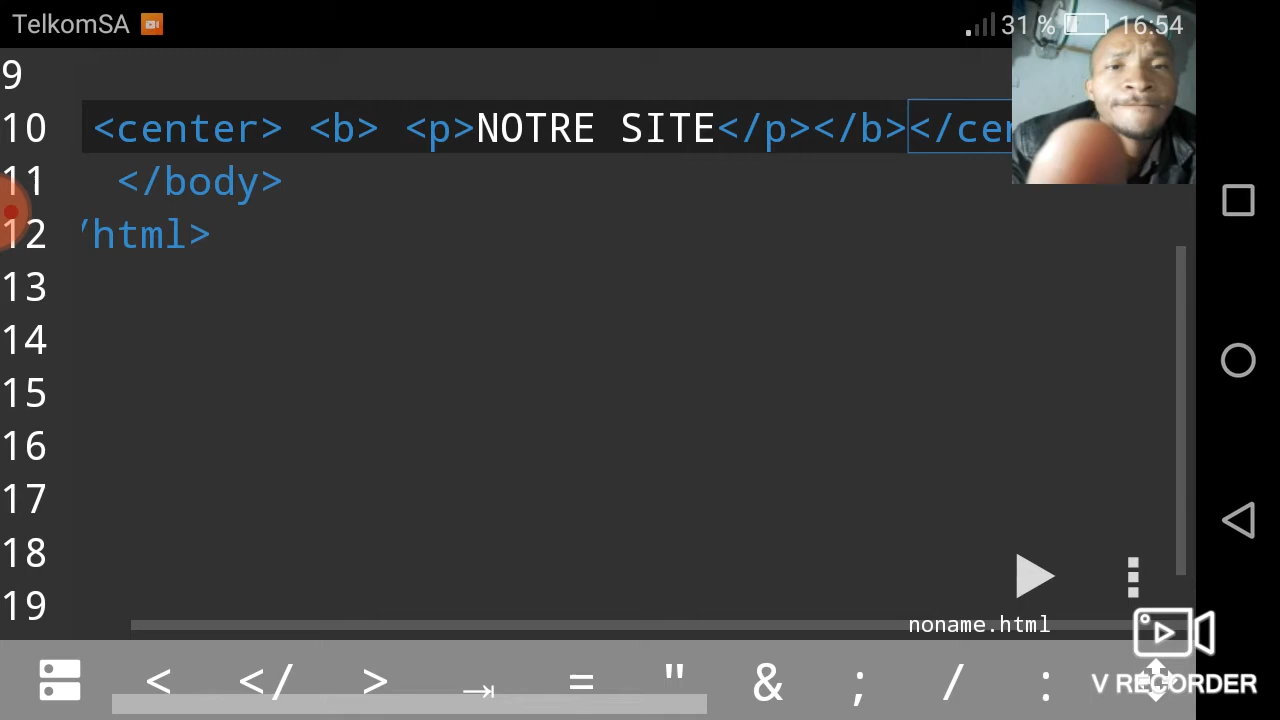 TelkomSA 31 % 16:54
9
10 <center> <b> <p>NOTRE SITE</p></b></cen
11 </body>
12 /html>
13
14
15
16
17
18
19
noname.html
< </ > ⇥ = " & ; / :
V RECORDER